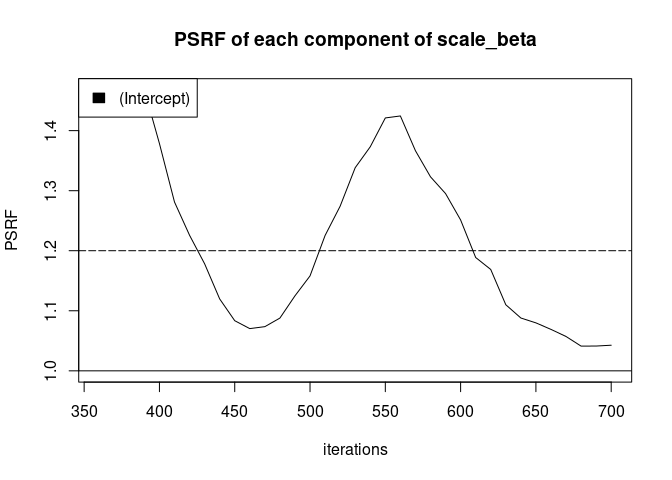 PSRF of each component of scale_beta
(Intercept)
PSRF
1.4
1.3
1.2
1.1
1.0
350 400 450 500 550 600 650 700
iterations